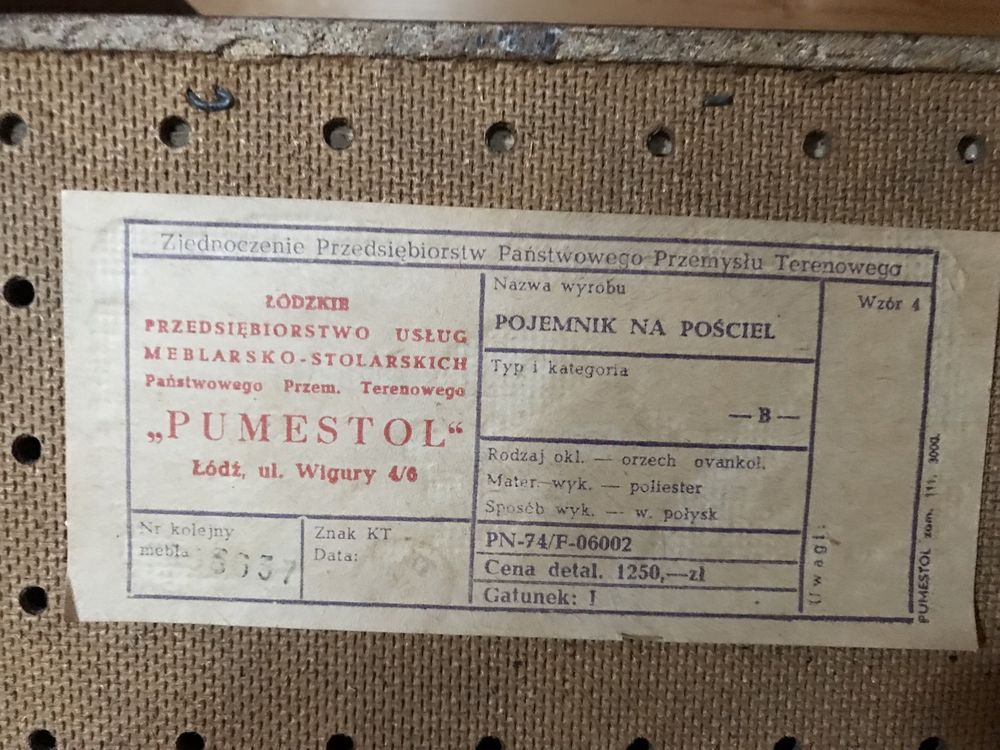 Zjednoczenie Przedsiębiorstw Państwowego Przemysłu Terenowego
ŁÓDZKIE
PRZEDSIĘBIORSTWO USŁUG
MEBLARSKO-STOLARSKICH
Państwowego Przem. Terenowego
„PUMESTOL“
Łódź, ul. Wigury 4/6
Nr kolejny
mebla
Znak KT
Data:
Nazwa wyrobu
POJEMNIK NA POŚCIEL
Typ i kategoria
— B —
Rodzaj okl. — orzech ovankol.
Mater. wyk. — poliester
Sposób wyk. — w. połysk
PN-74/F-06002
Cena detal. 1250,—zł
Gatunek: I
Wzór 4
Uwagi:
PUMESTOL zam. 111. 3000.